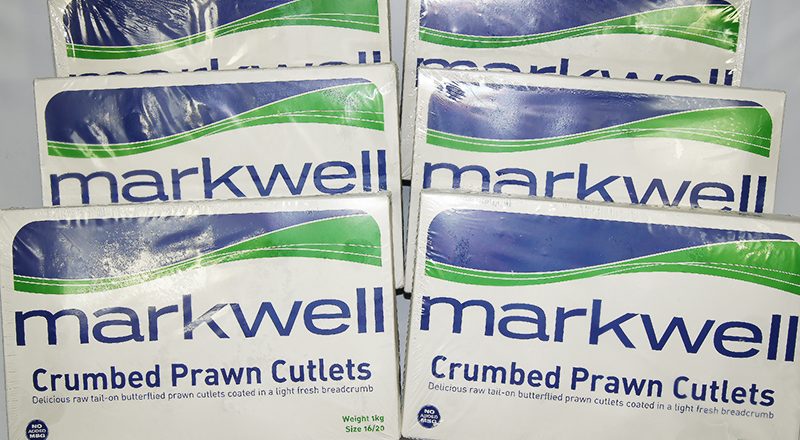 markwell
markwell
markwell
markwell
markwell
Crumbed Prawn Cutlets
Delicious raw tail-on butterflied prawn cutlets coated in a light fresh breadcrumb
NO
ADDED
MSG
Weight 1kg
Size 16/20
markwell
Crumbed Prawn Cutlets
Delicious raw tail-on butterflied prawn cutlets coated in a light fresh breadcrumb
NO
ADDED
MSG